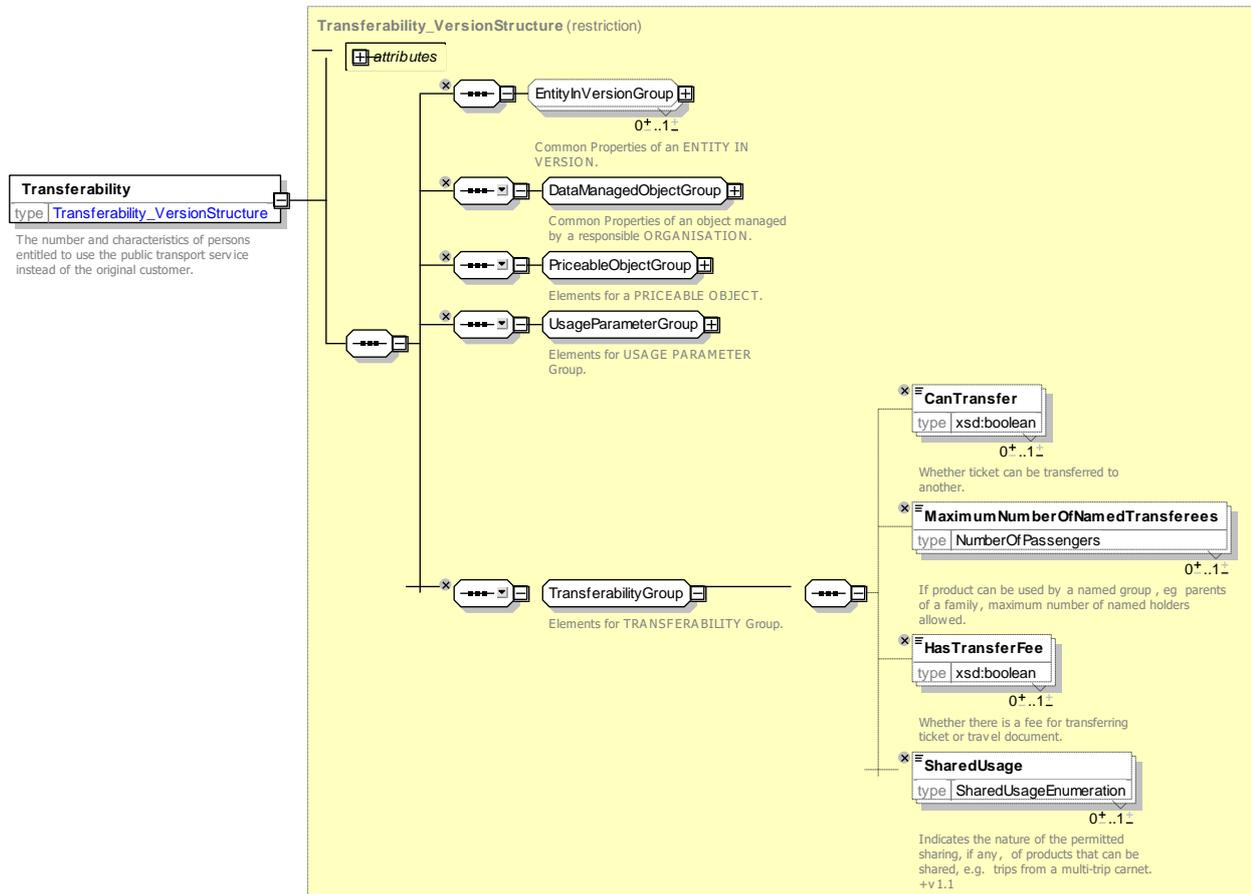 Transferability_VersionStructure (restriction)
attributes
EntityInVersionGroup
0..1
Common Properties of an ENTITY IN
VERSION.
Transferability
type Transferability_VersionStructure
The number and characteristics of persons
entitled to use the public transport service
instead of the original customer.
DataManagedObjectGroup
Common Properties of an object managed
by a responsible ORGANISATION.
PriceableObjectGroup
Elements for a PRICEABLE OBJECT.
UsageParameterGroup
Elements for USAGE PARAMETER
Group.
CanTransfer
type xsd:boolean
0..1
Whether ticket can be transferred to
another.
MaximumNumberOfNamedTransferees
type NumberOfPassengers
0..1
If product can be used by a named group , eg parents
of a family, maximum number of named holders
allowed.
TransferabilityGroup
Elements for TRANSFERABILITY Group.
HasTransferFee
type xsd:boolean
0..1
Whether there is a fee for transferring
ticket or travel document.
SharedUsage
type SharedUsageEnumeration
0..1
Indicates the nature of the permitted
sharing, if any, of products that can be
shared, e.g. trips from a multi-trip carnet.
+v1.1